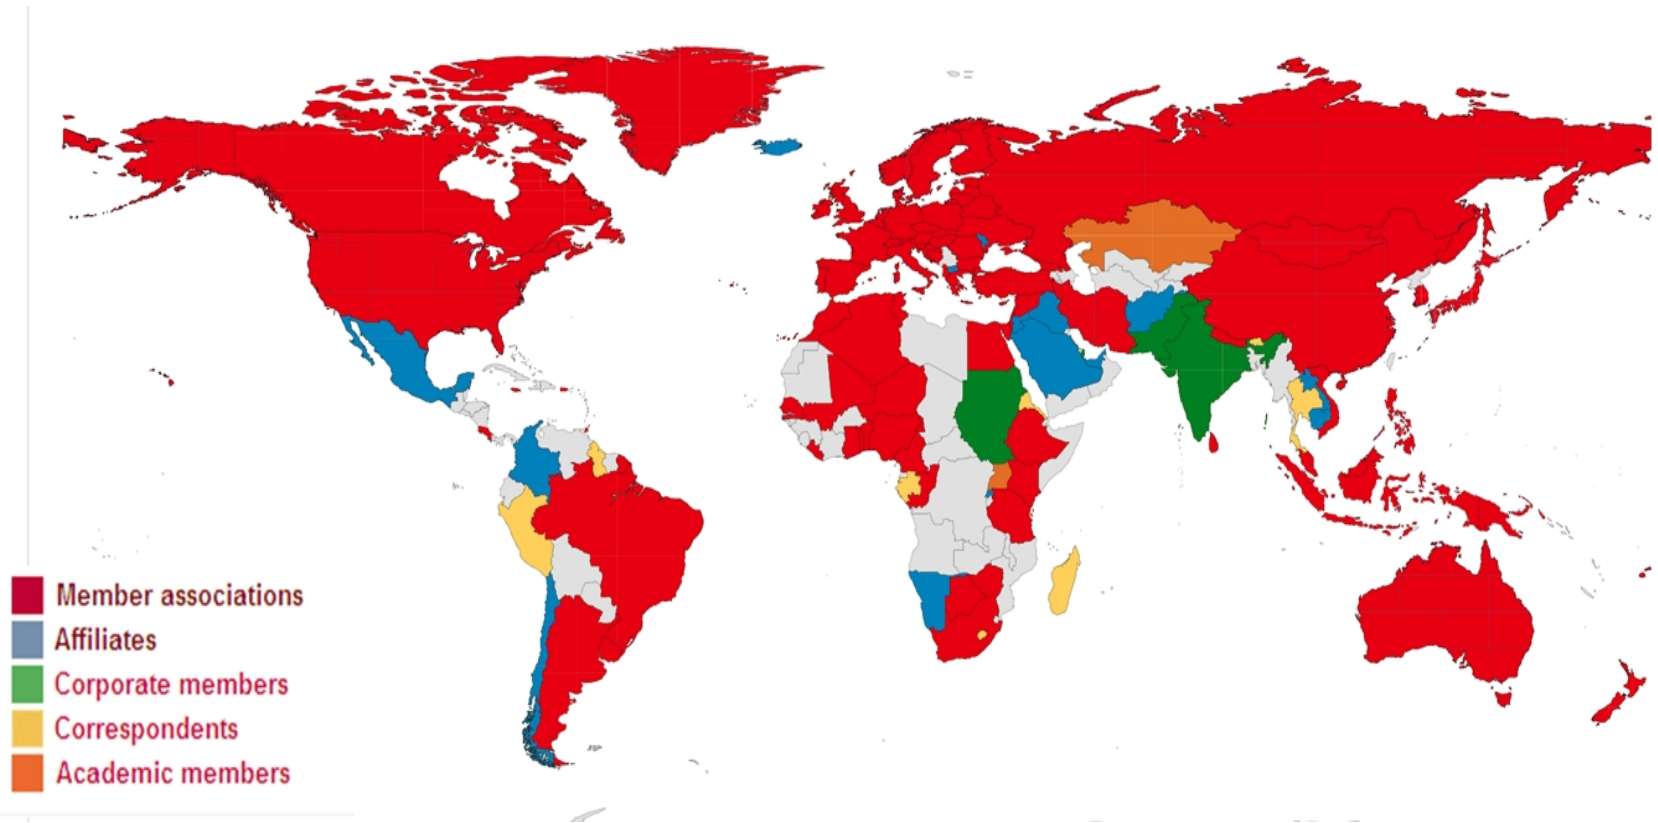 Member associations
Affiliates
Corporate members
Correspondents
Academic members